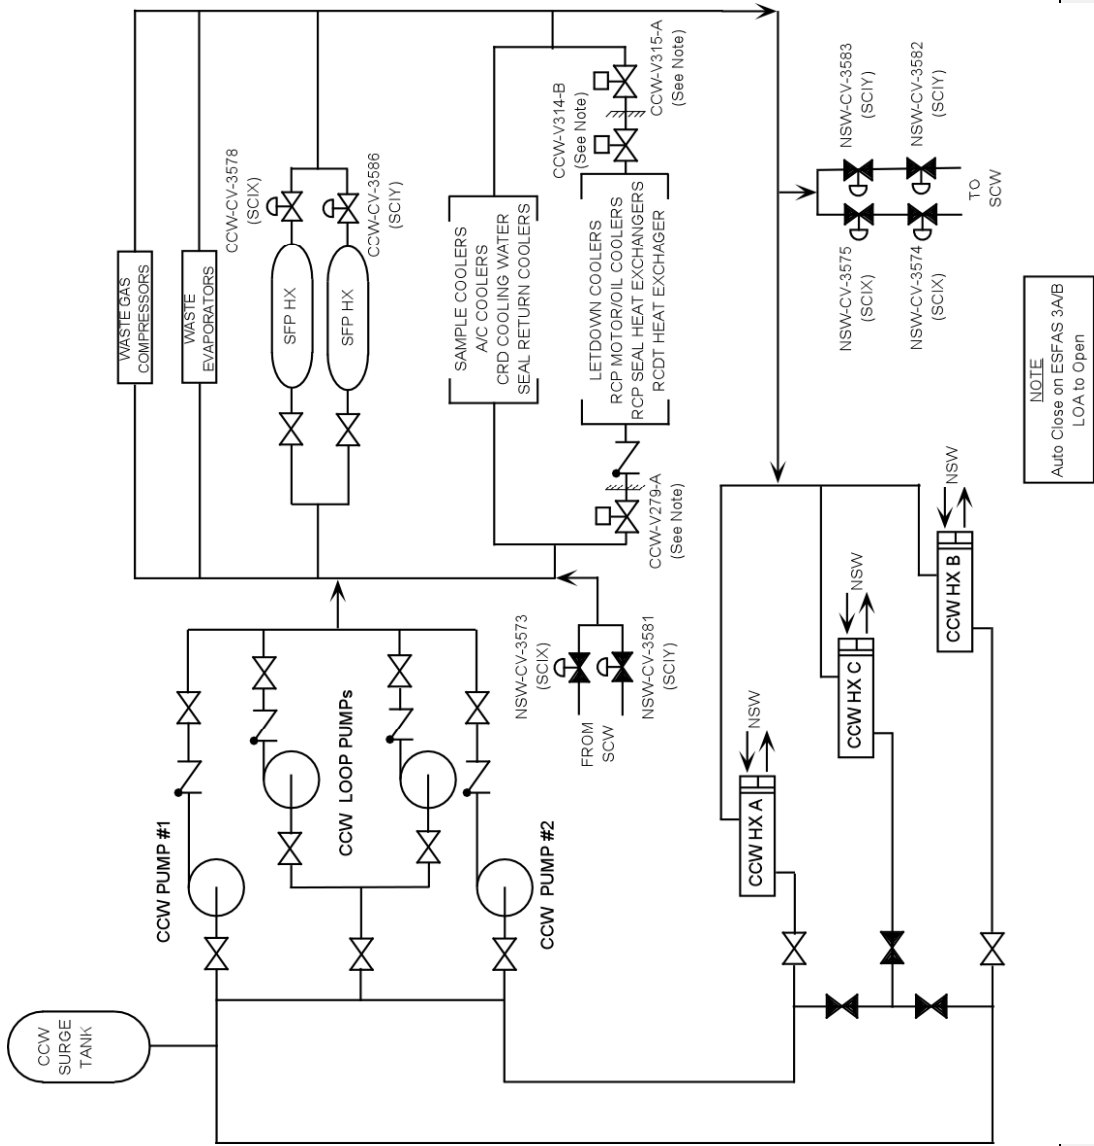 WASTE GAS
COMPRESSORS
WASTE
EVAPORATORS
SFP HX
SFP HX
CCW-CV-3578
(SCIX)
CCW-CV-3586
(SCIY)
SAMPLE COOLERS
A/C COOLERS
CRD COOLING WATER
SEAL RETURN COOLERS
LETDOWN COOLERS
RCP MOTOR/OIL COOLERS
RCP SEAL HEAT EXCHANGERS
RCDT HEAT EXCHAGER
CCW-V314-B
(See Note)
CCW-V315-A
(See Note)
CCW-V279-A
(See Note)
NSW-CV-3583
(SCIY)
NSW-CV-3582
(SCIY)
NSW-CV-3575
(SCIX)
NSW-CV-3574
(SCIX)
TO
SCW
CCW PUMP #1
CCW LOOP PUMPs
CCW PUMP #2
NSW-CV-3573
(SCIX)
FROM
SCW
NSW-CV-3581
(SCIY)
CCW
SURGE
TANK
CCW HX A
NSW
CCW HX C
NSW
CCW HX B
NSW
NOTE
Auto Close on ESFAS 3A/B
LOA to Open